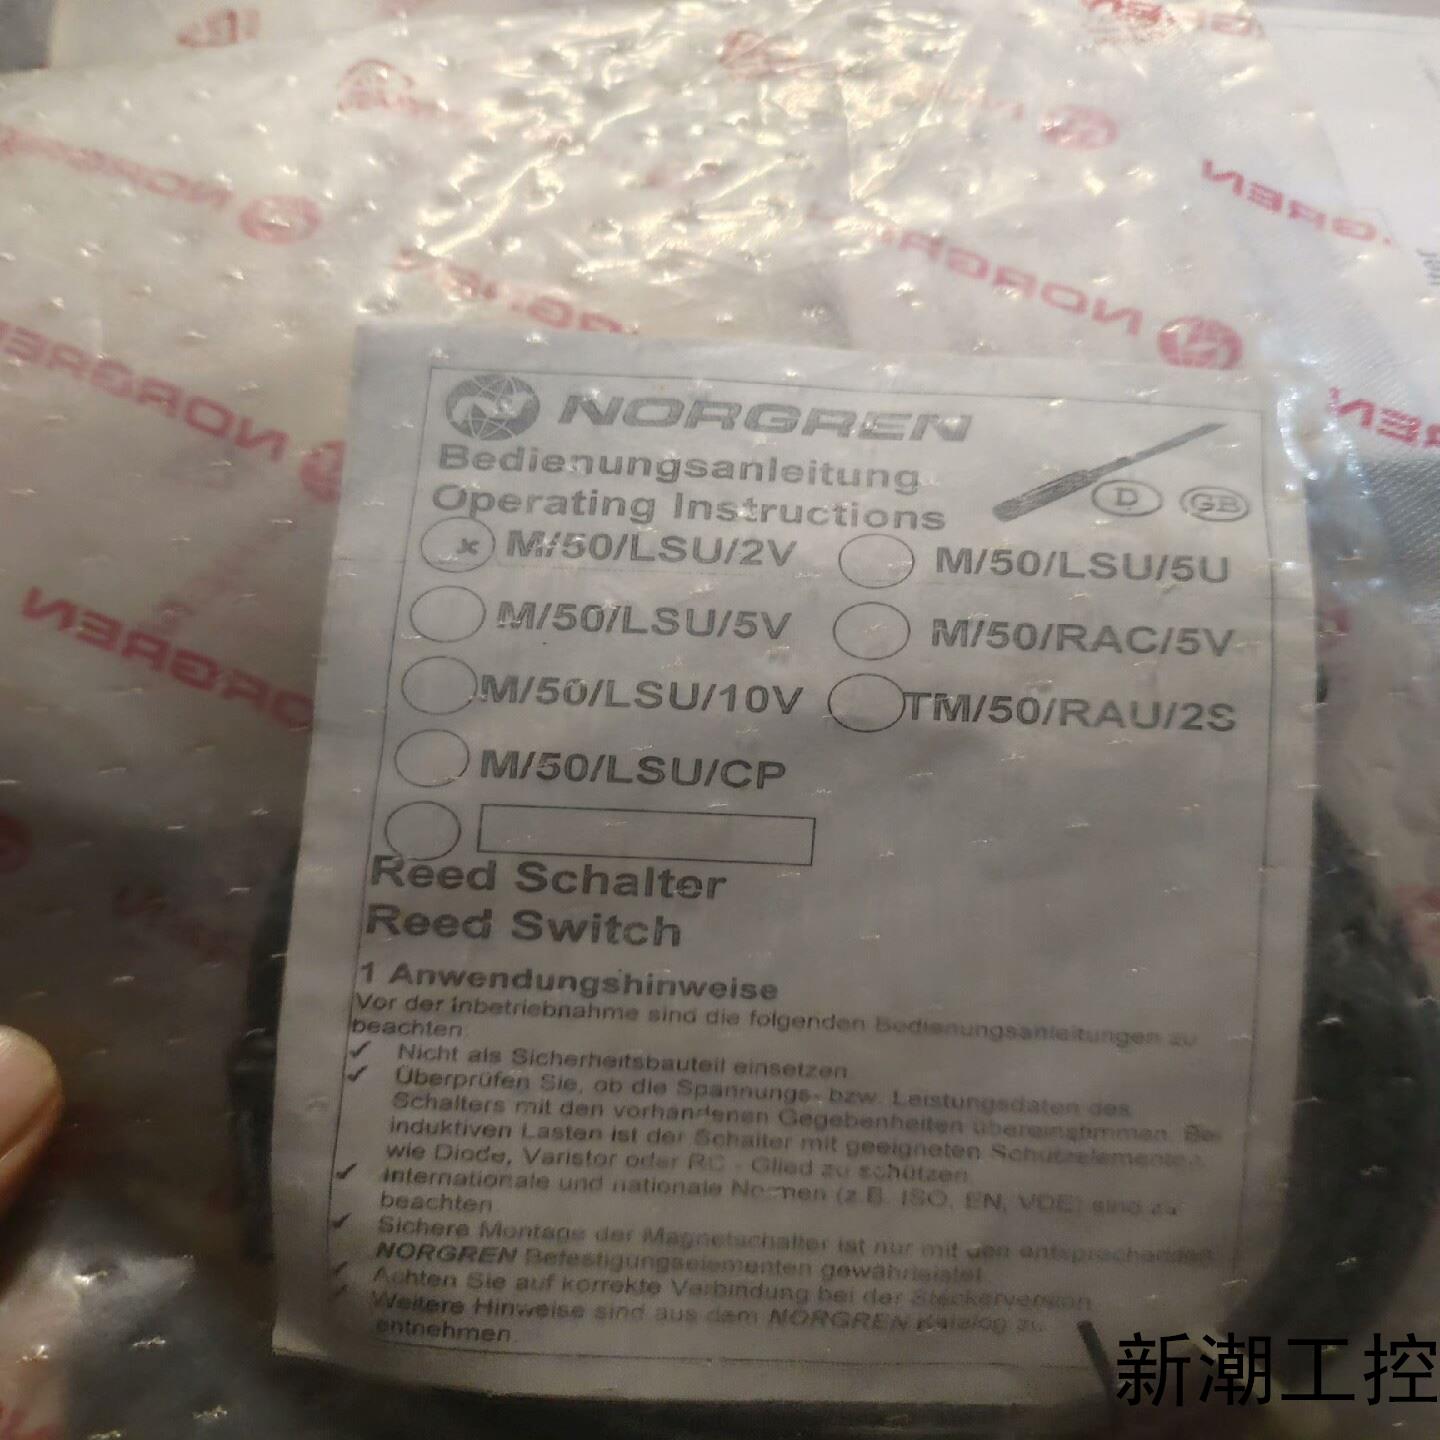 NORGREN
Bedienungsanleitung
Operating Instructions
D GB
x M/50/LSU/2V
M/50/LSU/5U
M/50/LSU/5V
M/50/RAC/5V
M/50/LSU/10V
TM/50/RAU/2S
M/50/LSU/CP
Reed Schalter
Reed Switch
1 Anwendungshinweise
Vor der Inbetriebnahme sind die folgenden Bedienungsanleitungen zu
beachten.
✓ Nicht als Sicherheitsbauteil einsetzen.
✓ Überprüfen Sie, ob die Spannungs- bzw. Leistungsdaten des
Schalters mit den vorhandenen Gegebenheiten übereinstimmen. Bei
induktiven Lasten ist der Schalter mit geeigneten Schutzelementen,
wie Diode, Varistor oder RC - Glied zu schützen.
✓ Internationale und nationale Normen (z.B. ISO, EN, VDE) sind zu
beachten
✓ Sichere Montage der Magnetschalter ist nur mit den entsprechenden
NORGREN Befestigungselementen gewährleistet.
✓ Achten Sie auf korrekte Verbindung bei der Steckerversion.
✓ Weitere Hinweise sind aus dem NORGREN Katalog zu
entnehmen.
NORGREN
NORGREN
NORGREN
NORGREN
新潮工控